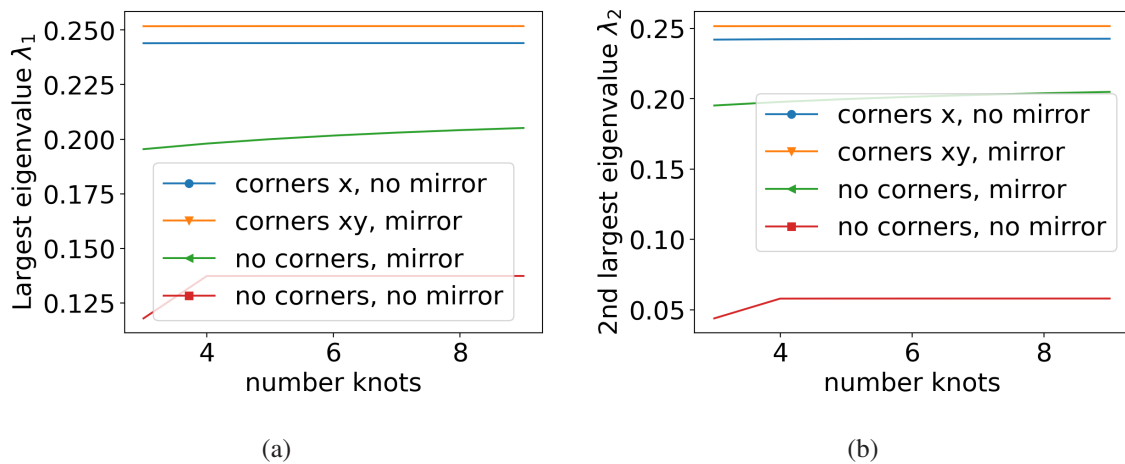 Largest eigenvalue λ1
0.250
0.225
0.200
0.175
0.150
0.125
corners x, no mirror
corners xy, mirror
no corners, mirror
no corners, no mirror
4 6 8
number knots
(a)
2nd largest eigenvalue λ2
0.25
0.20
0.15
0.10
0.05
corners x, no mirror
corners xy, mirror
no corners, mirror
no corners, no mirror
4 6 8
number knots
(b)